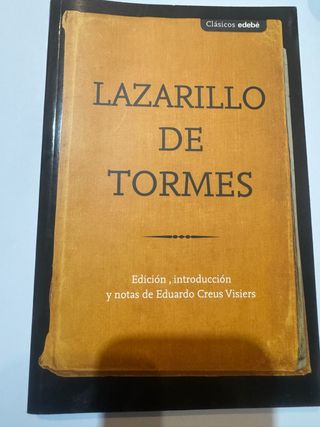 Clásicos edebé
LAZARILLO
DE
TORMES
Edición , introducción
y notas de Eduardo Creus Visiers